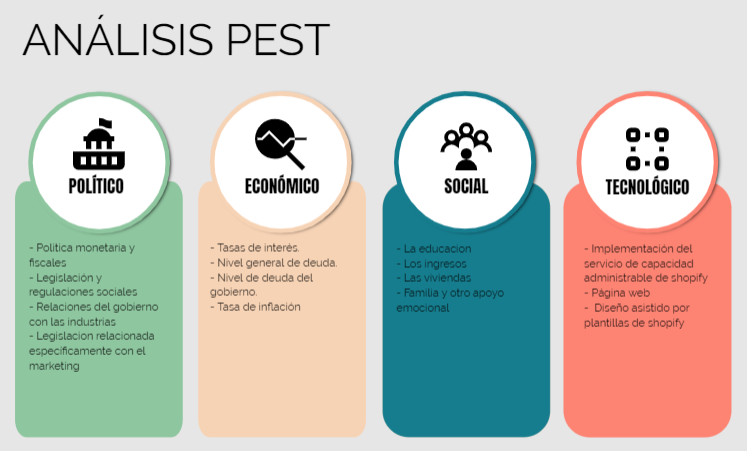 ANÁLISIS PEST
POLÍTICO
- Politica monetaria y
fiscales
- Legislación y
regulaciones sociales
- Relaciones del gobierno
con las industrias
- Legislacion relacionada
específicamente con el
marketing
ECONÓMICO
- Tasas de interés.
- Nivel general de deuda.
- Nivel de deuda del
gobierno.
- Tasa de inflación
SOCIAL
- La educacion
- Los ingresos
- Las viviendas
- Familia y otro apoyo
emocional
TECNOLÓGICO
- Implementación del
servicio de capacidad
administrable de shopify
- Página web
- Diseño asistido por
plantillas de shopify